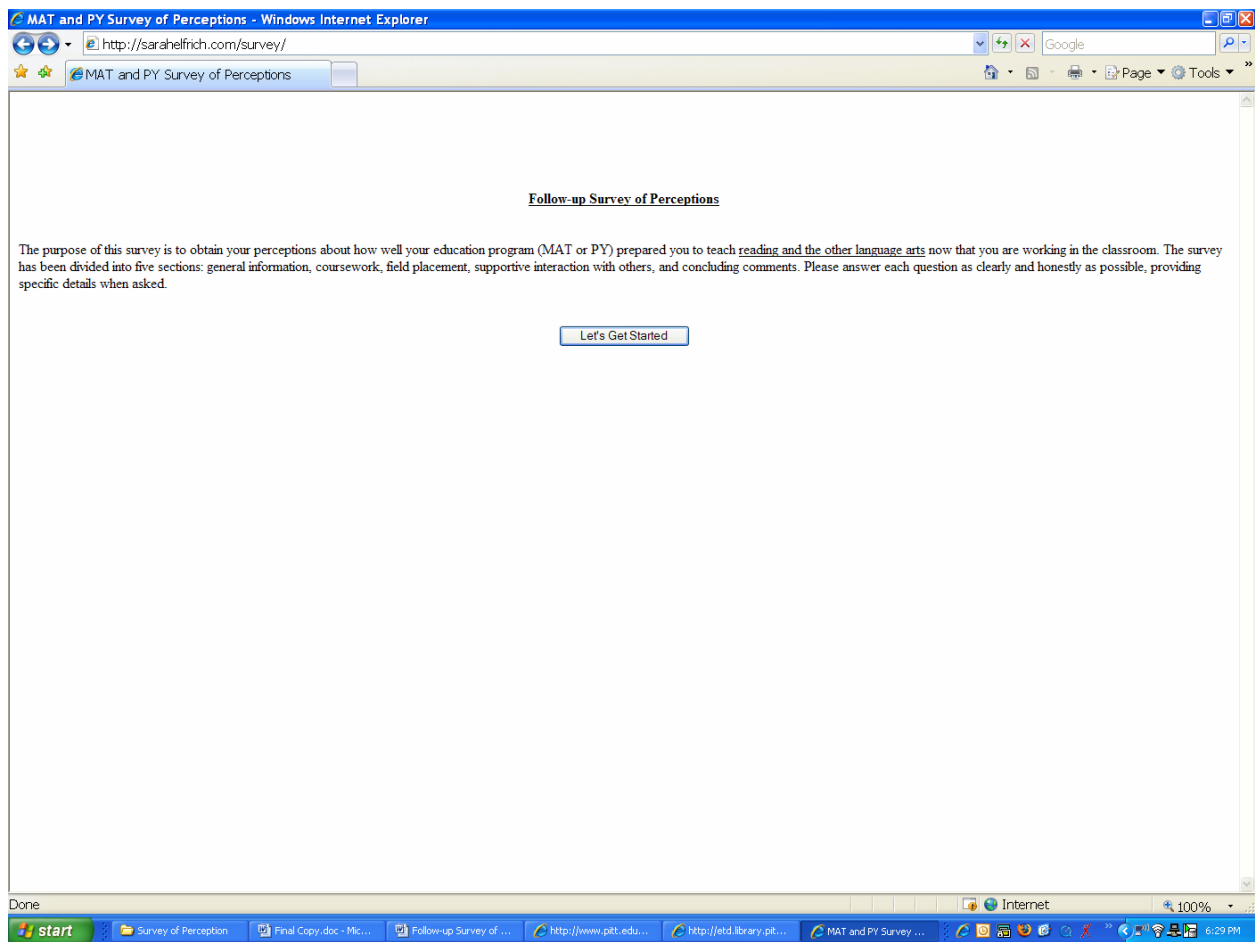 MAT and PY Survey of Perceptions - Windows Internet Explorer
http://sarahelfrich.com/survey/
Google
MAT and PY Survey of Perceptions
Page
Tools
Follow-up Survey of Perceptions
The purpose of this survey is to obtain your perceptions about how well your education program (MAT or PY) prepared you to teach reading and the other language arts now that you are working in the classroom. The survey
has been divided into five sections: general information, coursework, field placement, supportive interaction with others, and concluding comments. Please answer each question as clearly and honestly as possible, providing
specific details when asked.
Let's Get Started
Done
Internet
100%
start
Survey of Perception
Final Copy.doc - Mic...
Follow-up Survey of ...
http://www.pitt.edu...
http://etd.library.pit...
MAT and PY Survey ...
6:29 PM